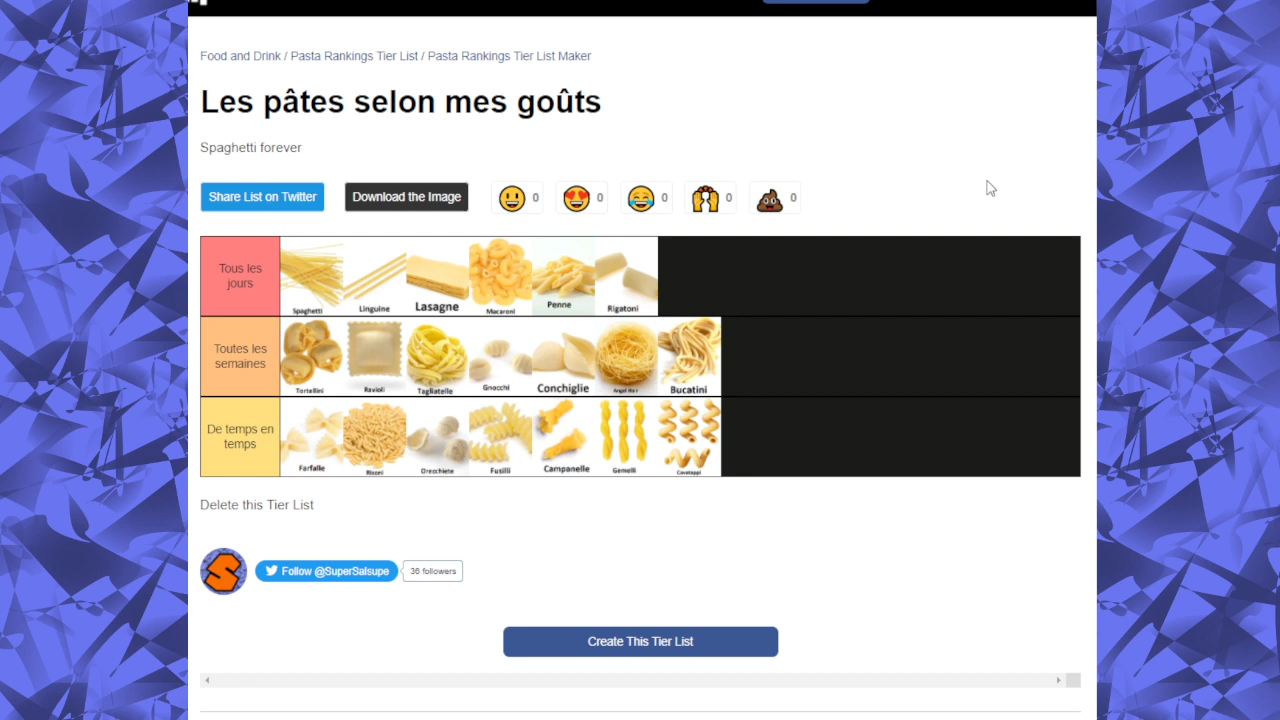 Food and Drink / Pasta Rankings Tier List / Pasta Rankings Tier List Maker
Les pâtes selon mes goûts
Spaghetti forever
Share List on Twitter
Download the Image
0
0
0
0
0
Tous les
jours
Spaghetti
Linguine
Lasagne
Macaroni
Penne
Rigatoni
Toutes les
semaines
Tortellini
Ravioli
Tagliatelle
Gnocchi
Conchiglie
Angel Hair
Bucatini
De temps en
temps
Farfalle
Risoni
Orecchiete
Fusilli
Campanelle
Gemelli
Cavatappi
Delete this Tier List
S
Follow @SuperSalsupe
36 followers
Create This Tier List